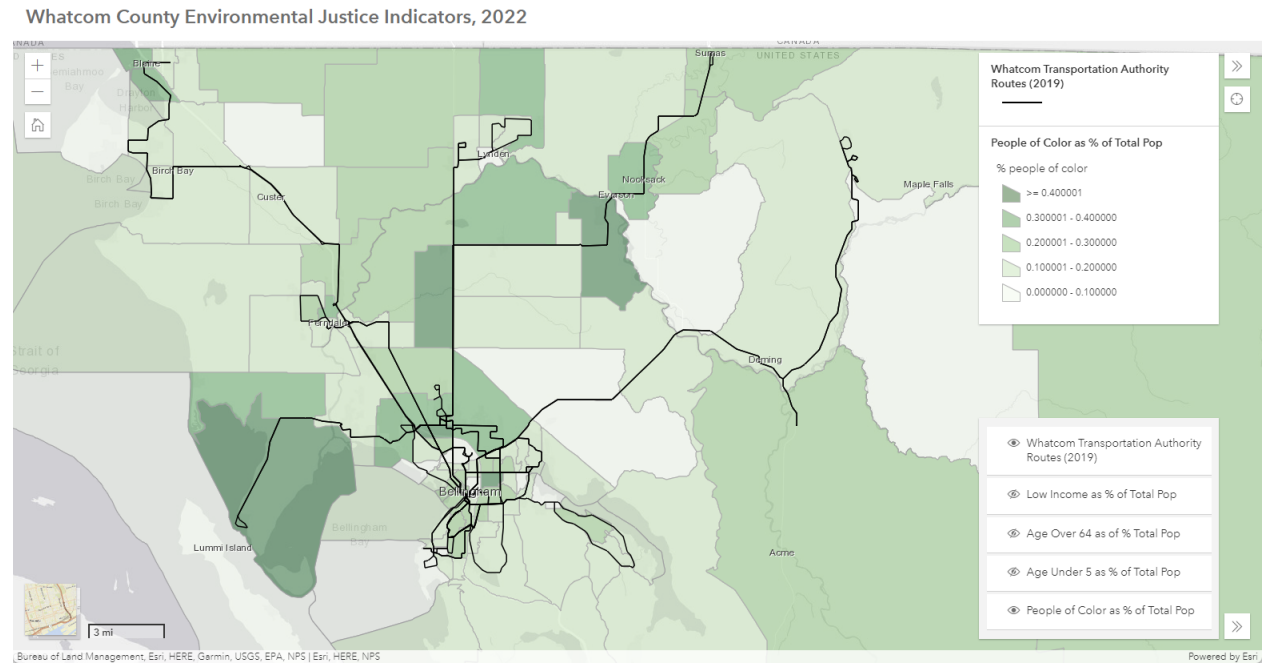 Whatcom County Environmental Justice Indicators, 2022
CANADA
CANADA
UNITED STATES
Blaine
Semiahmoo
Bay
Drayton
Harbor
Sumas
Lynden
Nooksack
Everson
Maple Falls
Birch Bay
Birch Bay
Birch Bay
Custer
Ferndale
Strait of
Georgia
Deming
Bellingham
Bellingham
Bay
Lummi Island
Acme
3 mi
Whatcom Transportation Authority
Routes (2019)
People of Color as % of Total Pop
% people of color
>= 0.400001
0.300001 - 0.400000
0.200001 - 0.300000
0.100001 - 0.200000
0.000000 - 0.100000
Whatcom Transportation Authority
Routes (2019)
Low Income as % of Total Pop
Age Over 64 as of % Total Pop
Age Under 5 as % of Total Pop
People of Color as % of Total Pop
Bureau of Land Management, Esri, HERE, Garmin, USGS, EPA, NPS | Esri, HERE, NPS
Powered by Esri